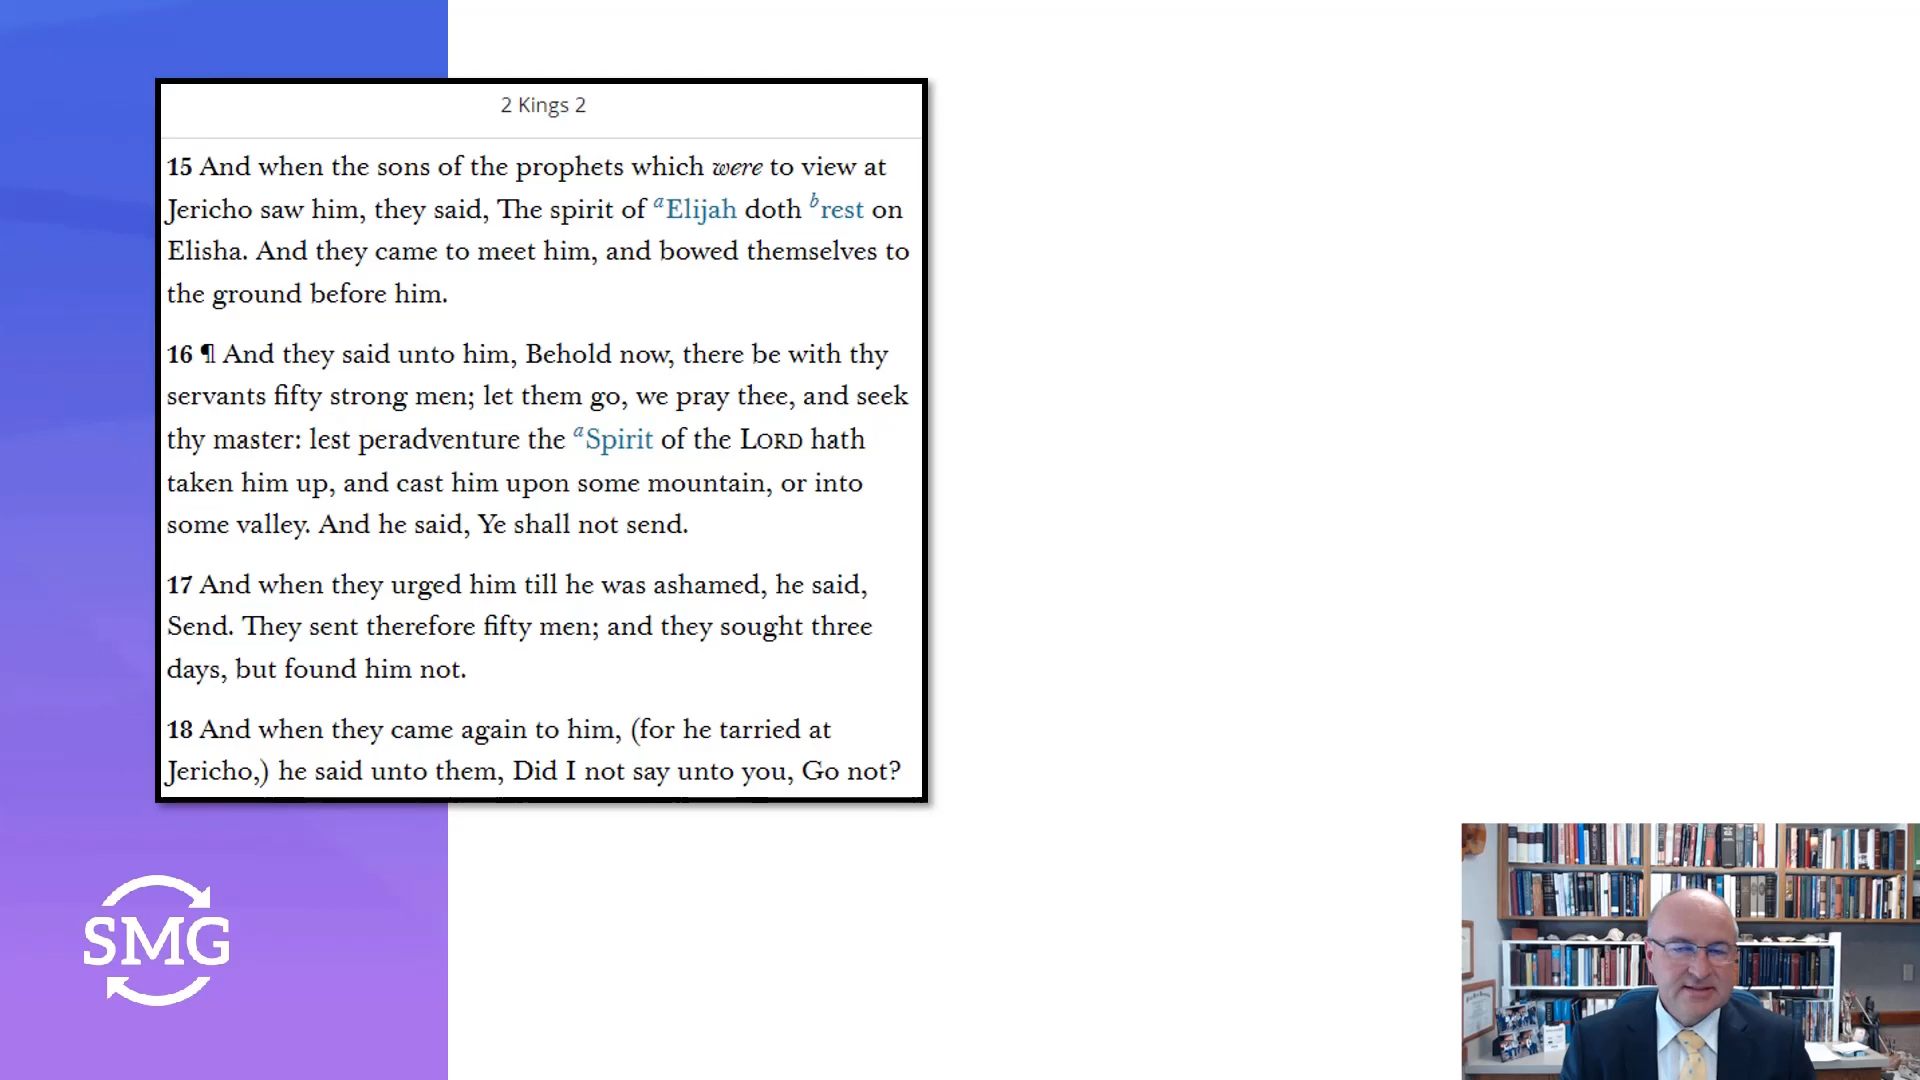 2 Kings 2
15 And when the sons of the prophets which were to view at
Jericho saw him, they said, The spirit of aElijah doth brest on
Elisha. And they came to meet him, and bowed themselves to
the ground before him.
16 ¶ And they said unto him, Behold now, there be with thy
servants fifty strong men; let them go, we pray thee, and seek
thy master: lest peradventure the aSpirit of the LORD hath
taken him up, and cast him upon some mountain, or into
some valley. And he said, Ye shall not send.
17 And when they urged him till he was ashamed, he said,
Send. They sent therefore fifty men; and they sought three
days, but found him not.
18 And when they came again to him, (for he tarried at
Jericho,) he said unto them, Did I not say unto you, Go not?
SMG